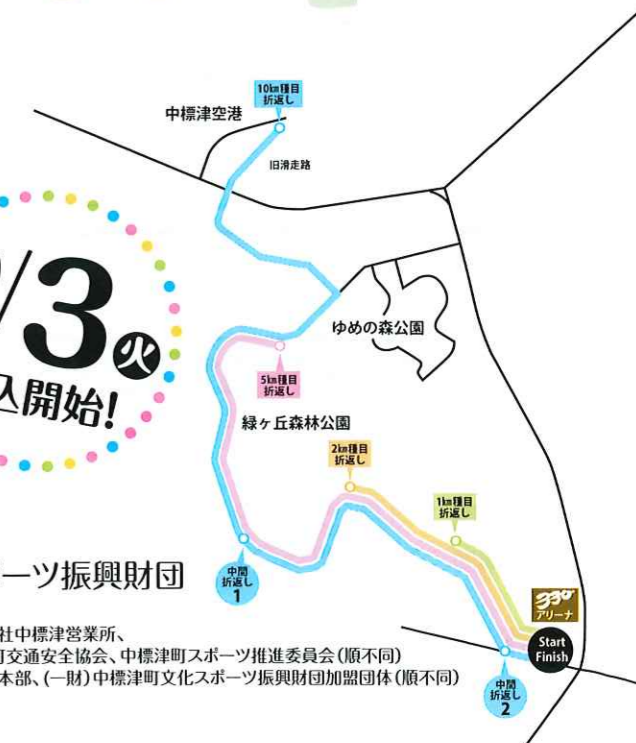 10km種目
折返し
中標津空港
旧滑走路
/3火
開始!
ゆめの森公園
5km種目
折返し
緑ヶ丘森林公園
2km種目
折返し
1km種目
折返し
中間
折返し
1
ーツ振興財団
330°
アリーナ
Start
Finish
社中標津営業所、
町交通安全協会、中標津町スポーツ推進委員会(順不同)
本部、(一財)中標津町文化スポーツ振興財団加盟団体(順不同)
中間
折返し
2